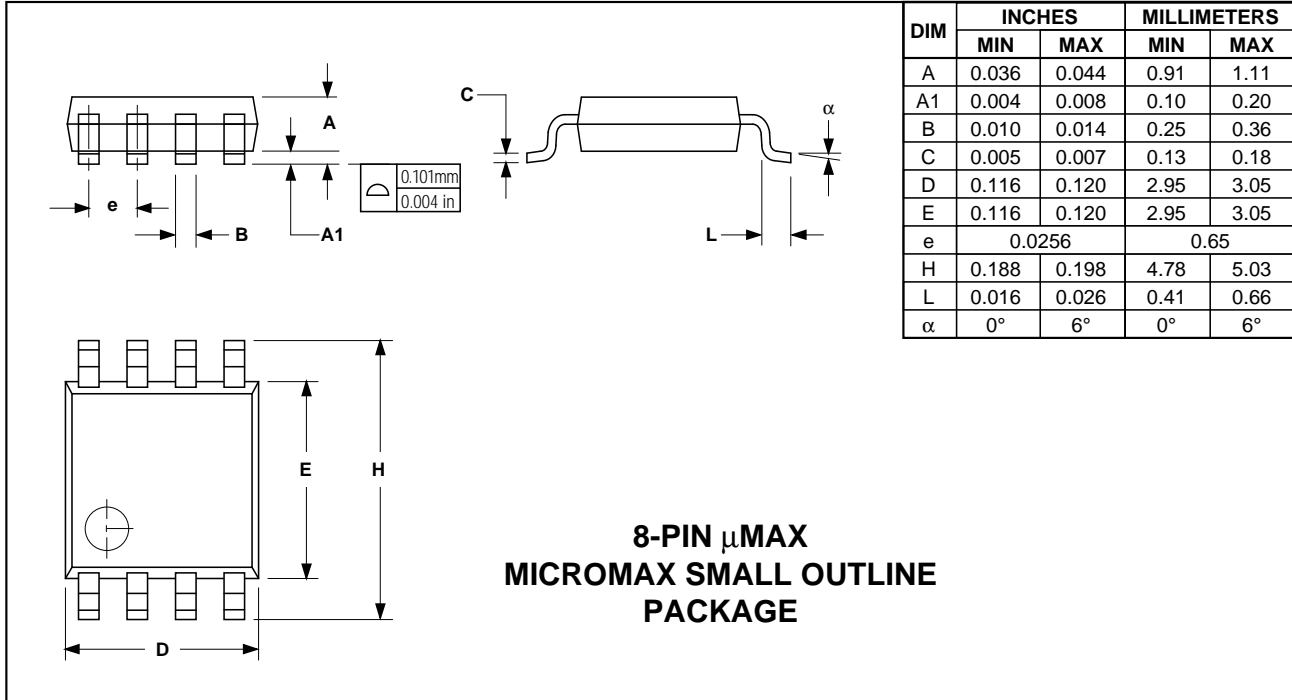 A
C
α
0.101mm
0.004 in
e
B
A1
L
DIM INCHES MILLIMETERS
MIN MAX MIN MAX
A 0.036 0.044 0.91 1.11
A1 0.004 0.008 0.10 0.20
B 0.010 0.014 0.25 0.36
C 0.005 0.007 0.13 0.18
D 0.116 0.120 2.95 3.05
E 0.116 0.120 2.95 3.05
e 0.0256 0.65
H 0.188 0.198 4.78 5.03
L 0.016 0.026 0.41 0.66
α 0° 6° 0° 6°
E
H
D
8-PIN μMAX
MICROMAX SMALL OUTLINE
PACKAGE